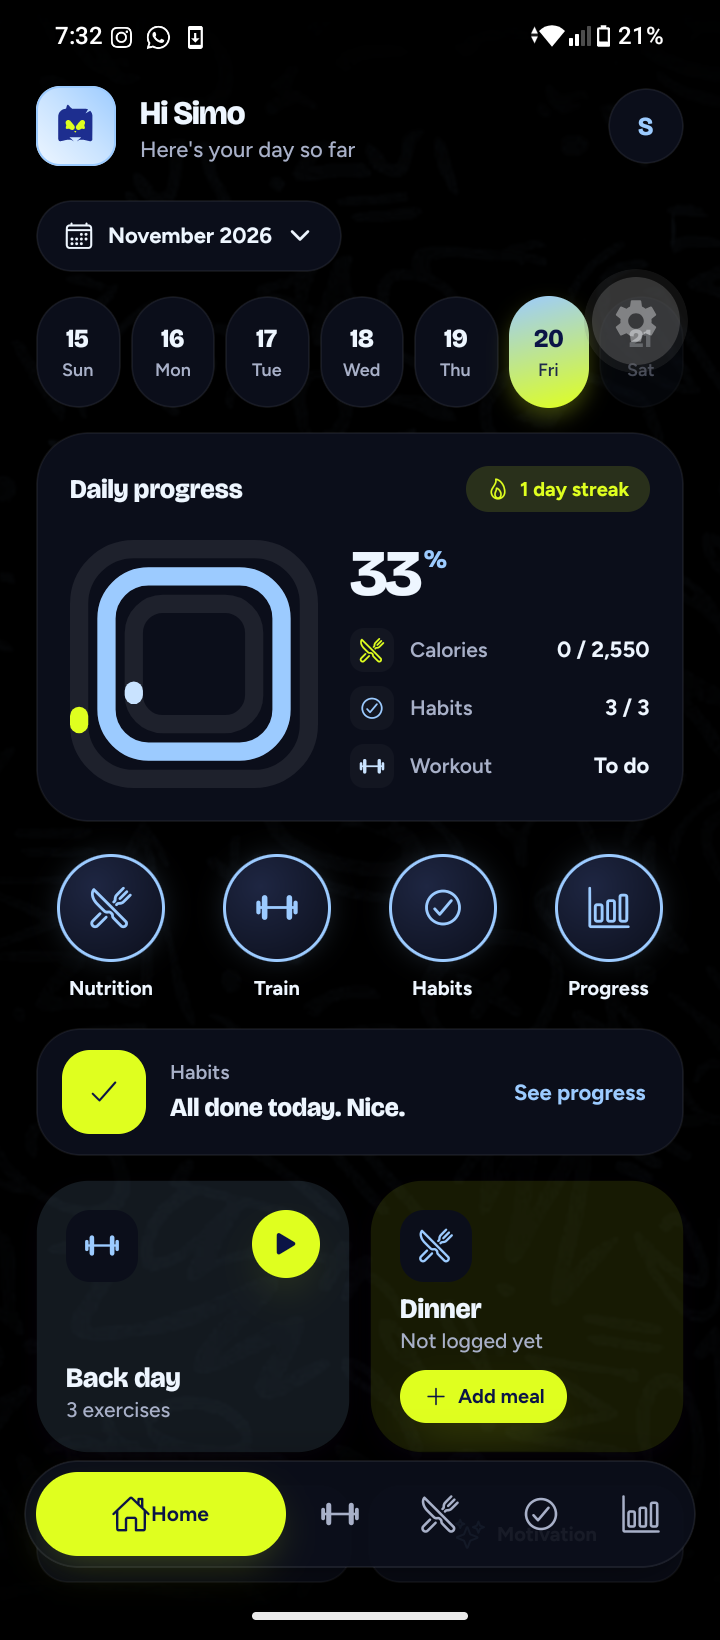 7:32
21%
Hi Simo
Here's your day so far
S
November 2026
15 16 17 18 19 20 21
Sun Mon Tue Wed Thu Fri Sat
Daily progress
1 day streak
33%
Calories 0 / 2,550
Habits 3 / 3
Workout To do
Nutrition Train Habits Progress
Habits
All done today. Nice.
See progress
Back day
3 exercises
Dinner
Not logged yet
+ Add meal
Home
Motivation